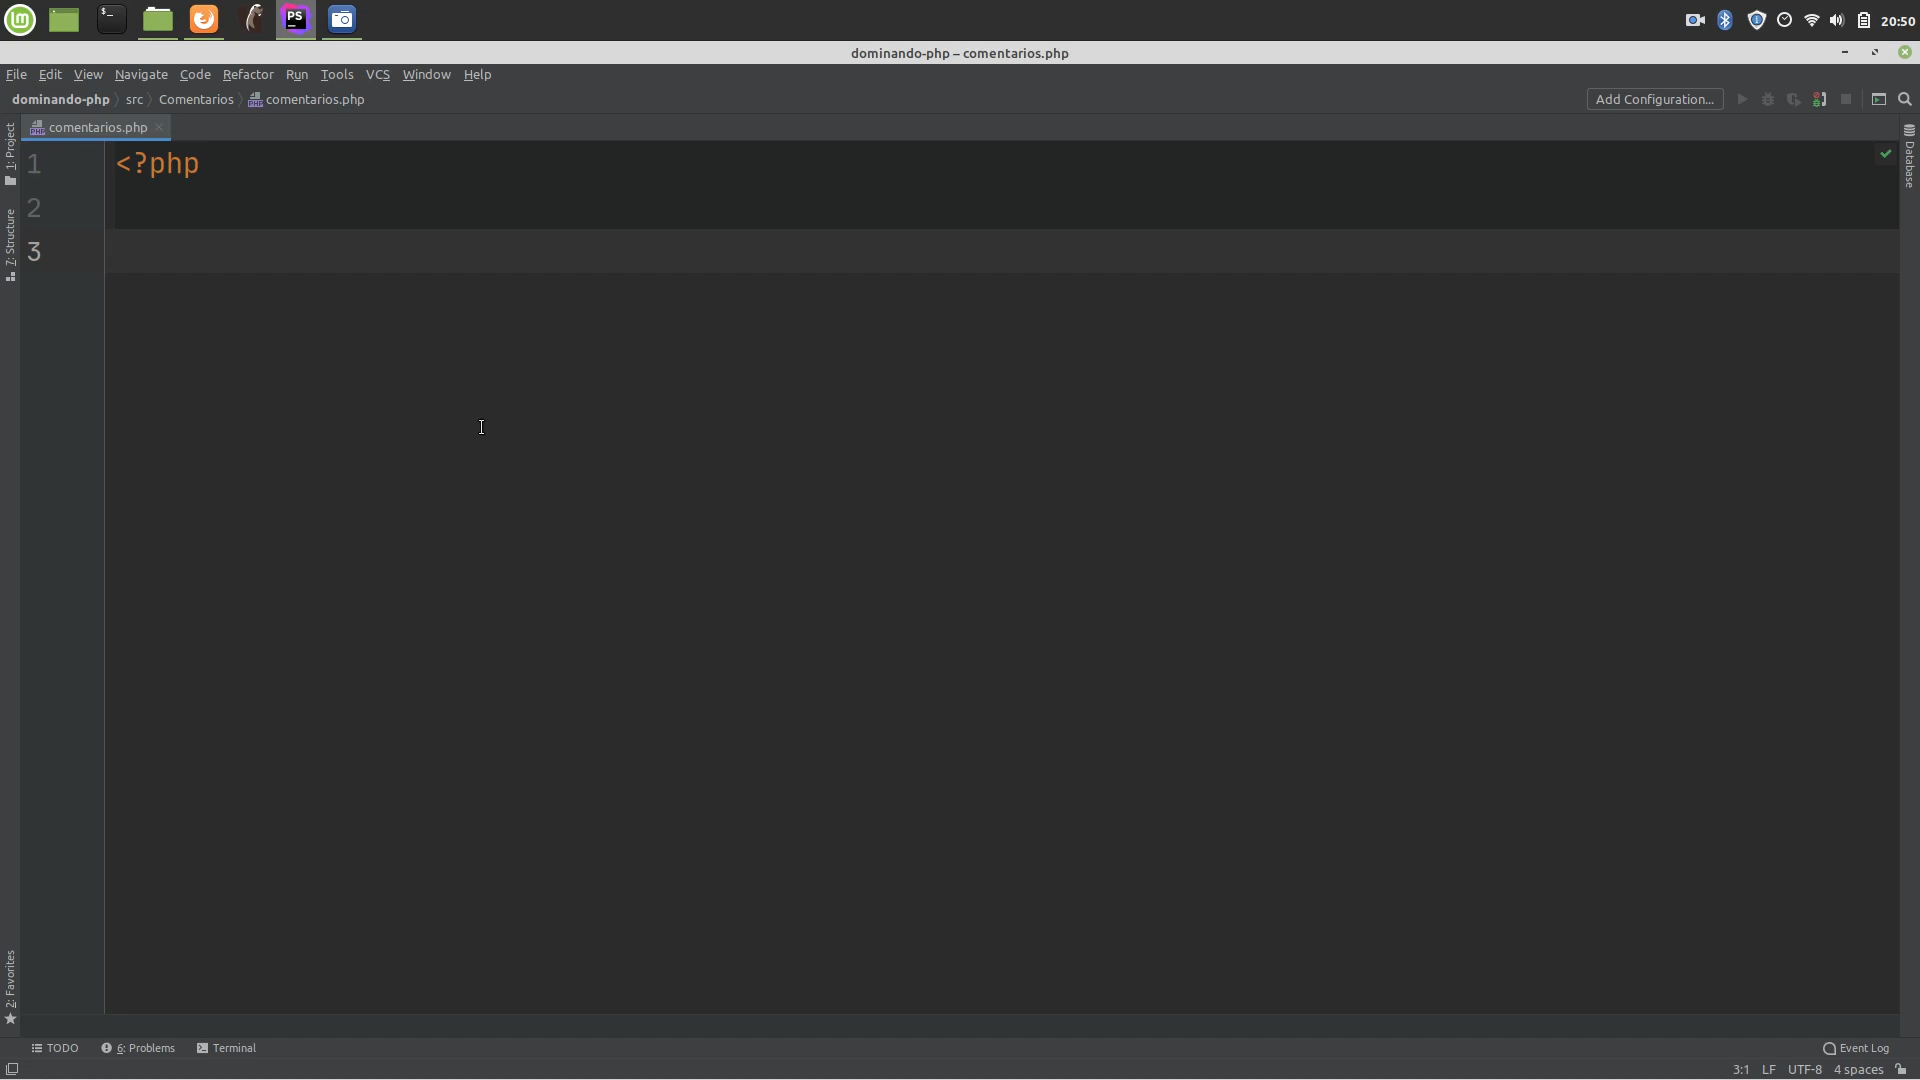 $_
PS
20:50
dominando-php – comentarios.php
File Edit View Navigate Code Refactor Run Tools VCS Window Help
dominando-php src Comentarios comentarios.php
Add Configuration...
comentarios.php
1 <?php
2
3
1: Project
7: Structure
2: Favorites
Database
TODO 6: Problems Terminal
Event Log
3:1 LF UTF-8 4 spaces